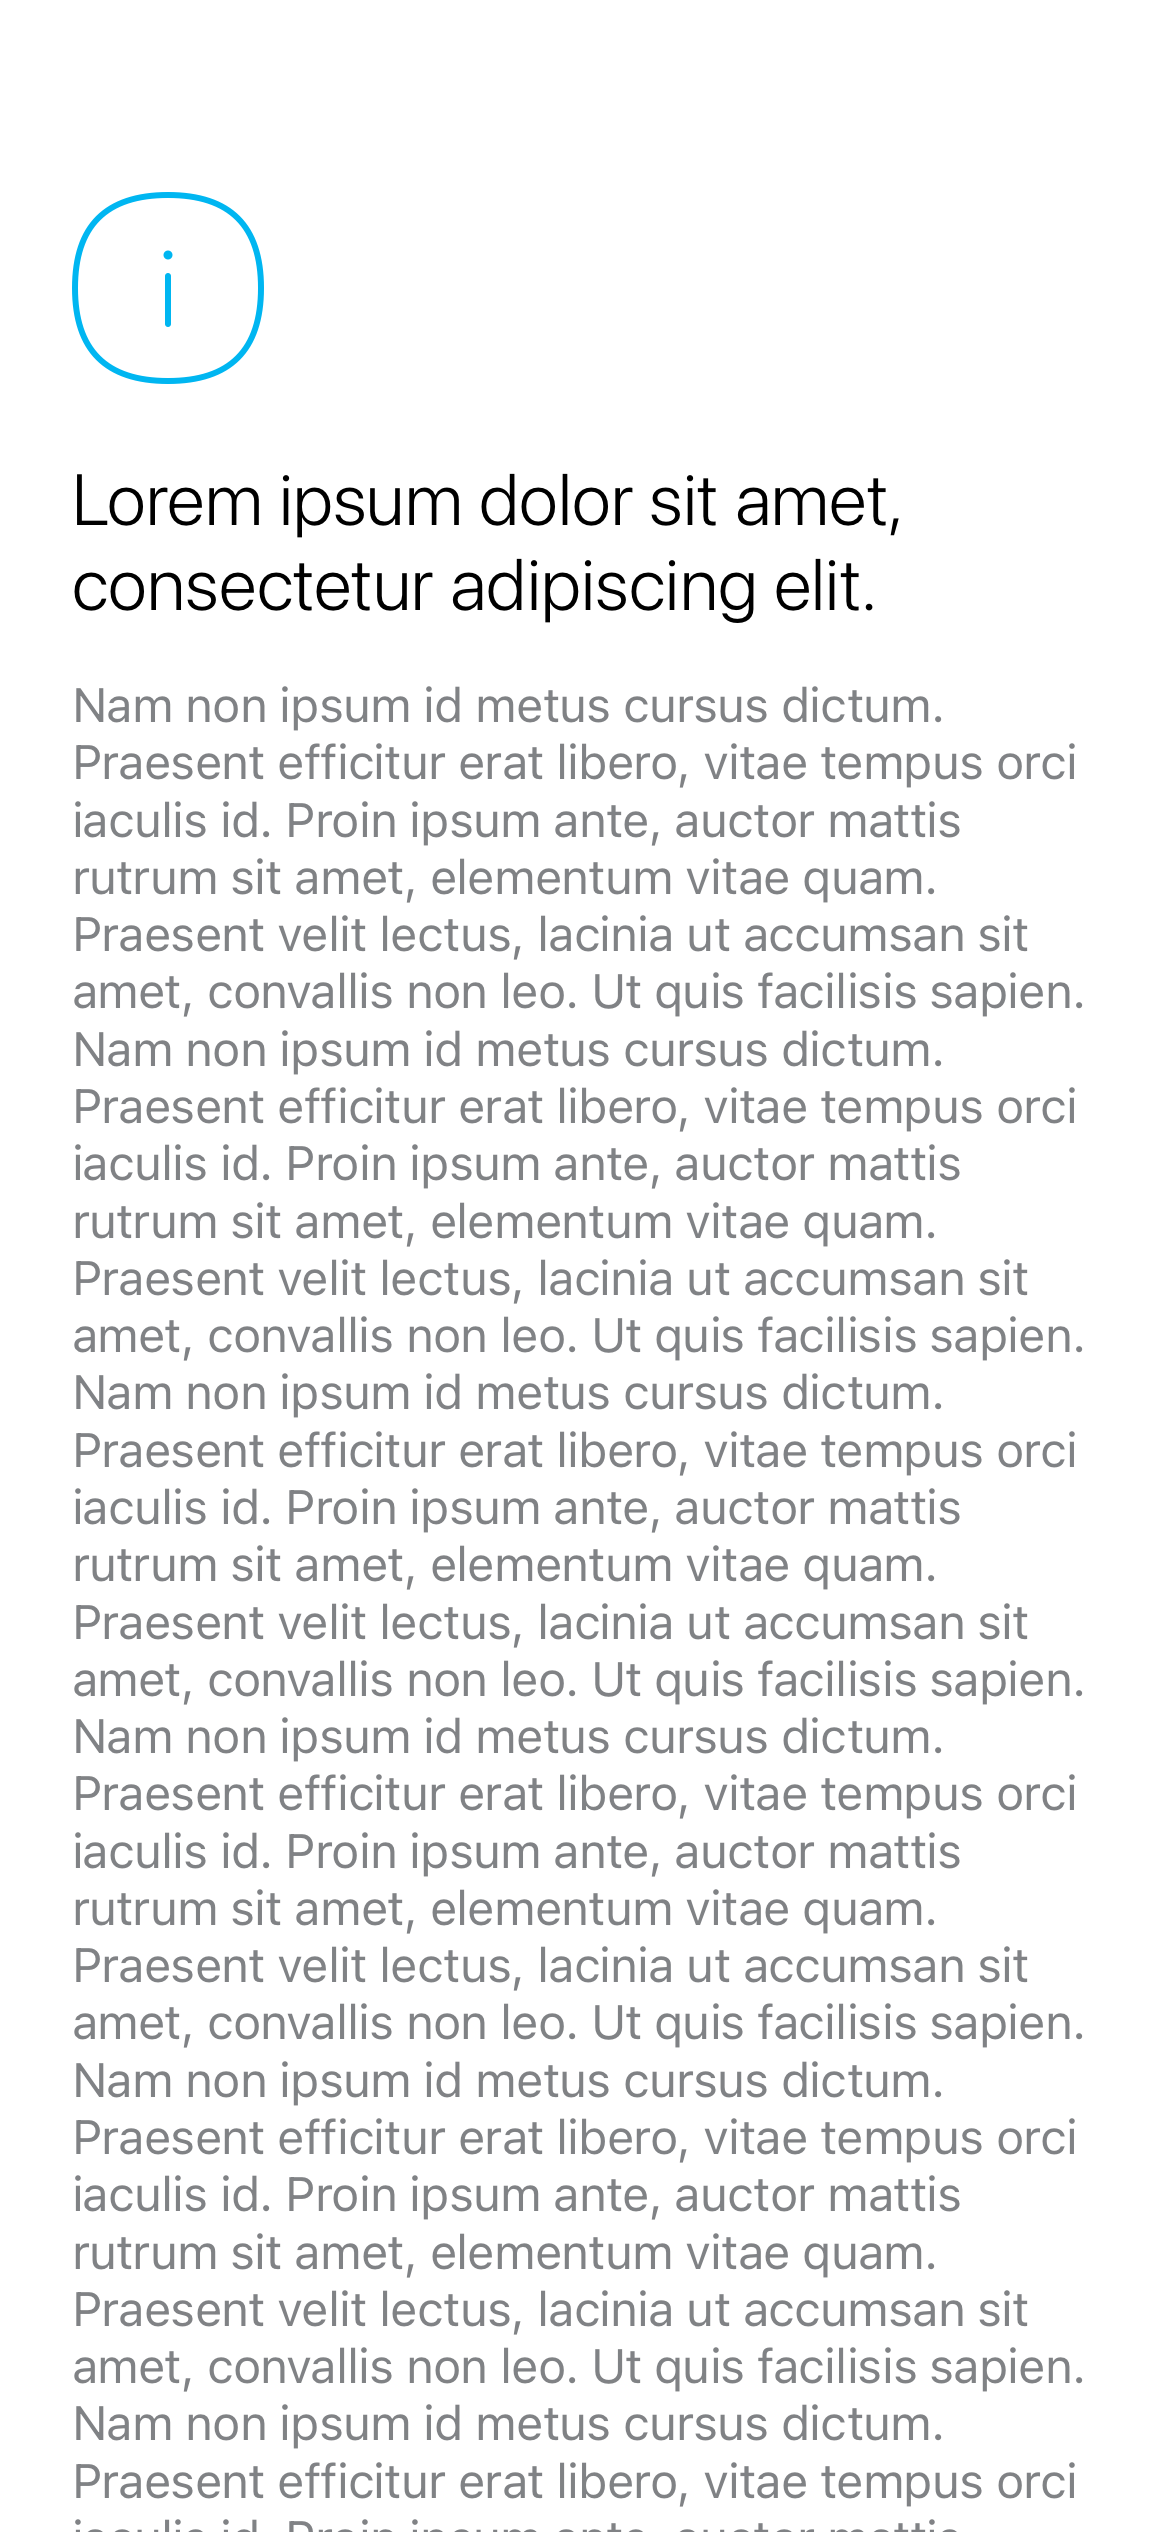 i
Lorem ipsum dolor sit amet,
consectetur adipiscing elit.
Nam non ipsum id metus cursus dictum.
Praesent efficitur erat libero, vitae tempus orci
iaculis id. Proin ipsum ante, auctor mattis
rutrum sit amet, elementum vitae quam.
Praesent velit lectus, lacinia ut accumsan sit
amet, convallis non leo. Ut quis facilisis sapien.
Nam non ipsum id metus cursus dictum.
Praesent efficitur erat libero, vitae tempus orci
iaculis id. Proin ipsum ante, auctor mattis
rutrum sit amet, elementum vitae quam.
Praesent velit lectus, lacinia ut accumsan sit
amet, convallis non leo. Ut quis facilisis sapien.
Nam non ipsum id metus cursus dictum.
Praesent efficitur erat libero, vitae tempus orci
iaculis id. Proin ipsum ante, auctor mattis
rutrum sit amet, elementum vitae quam.
Praesent velit lectus, lacinia ut accumsan sit
amet, convallis non leo. Ut quis facilisis sapien.
Nam non ipsum id metus cursus dictum.
Praesent efficitur erat libero, vitae tempus orci
iaculis id. Proin ipsum ante, auctor mattis
rutrum sit amet, elementum vitae quam.
Praesent velit lectus, lacinia ut accumsan sit
amet, convallis non leo. Ut quis facilisis sapien.
Nam non ipsum id metus cursus dictum.
Praesent efficitur erat libero, vitae tempus orci
iaculis id. Proin ipsum ante, auctor mattis
rutrum sit amet, elementum vitae quam.
Praesent velit lectus, lacinia ut accumsan sit
amet, convallis non leo. Ut quis facilisis sapien.
Nam non ipsum id metus cursus dictum.
Praesent efficitur erat libero, vitae tempus orci